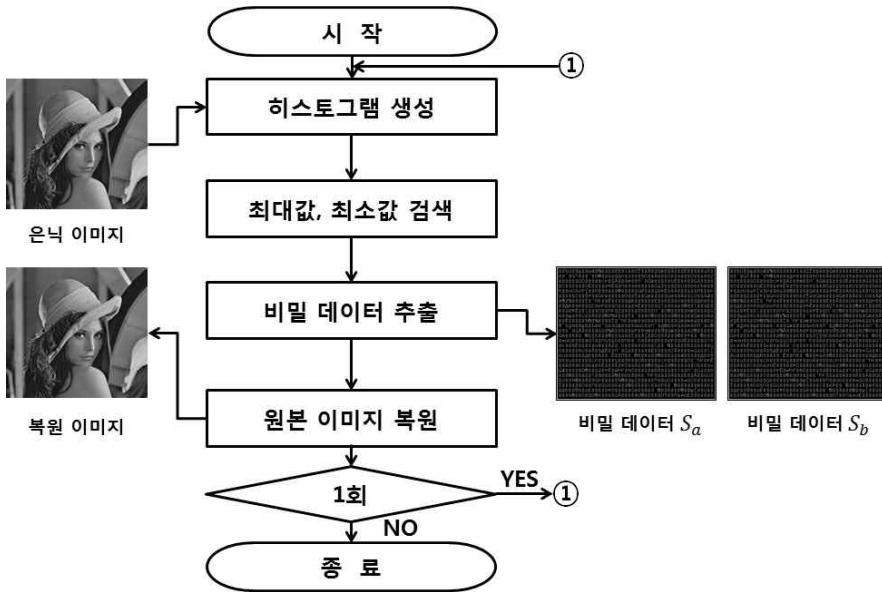 시 작
①
히스토그램 생성
은닉 이미지
최대값, 최소값 검색
비밀 데이터 추출
복원 이미지
원본 이미지 복원
비밀 데이터 S_a
비밀 데이터 S_b
1회
YES
①
NO
종 료